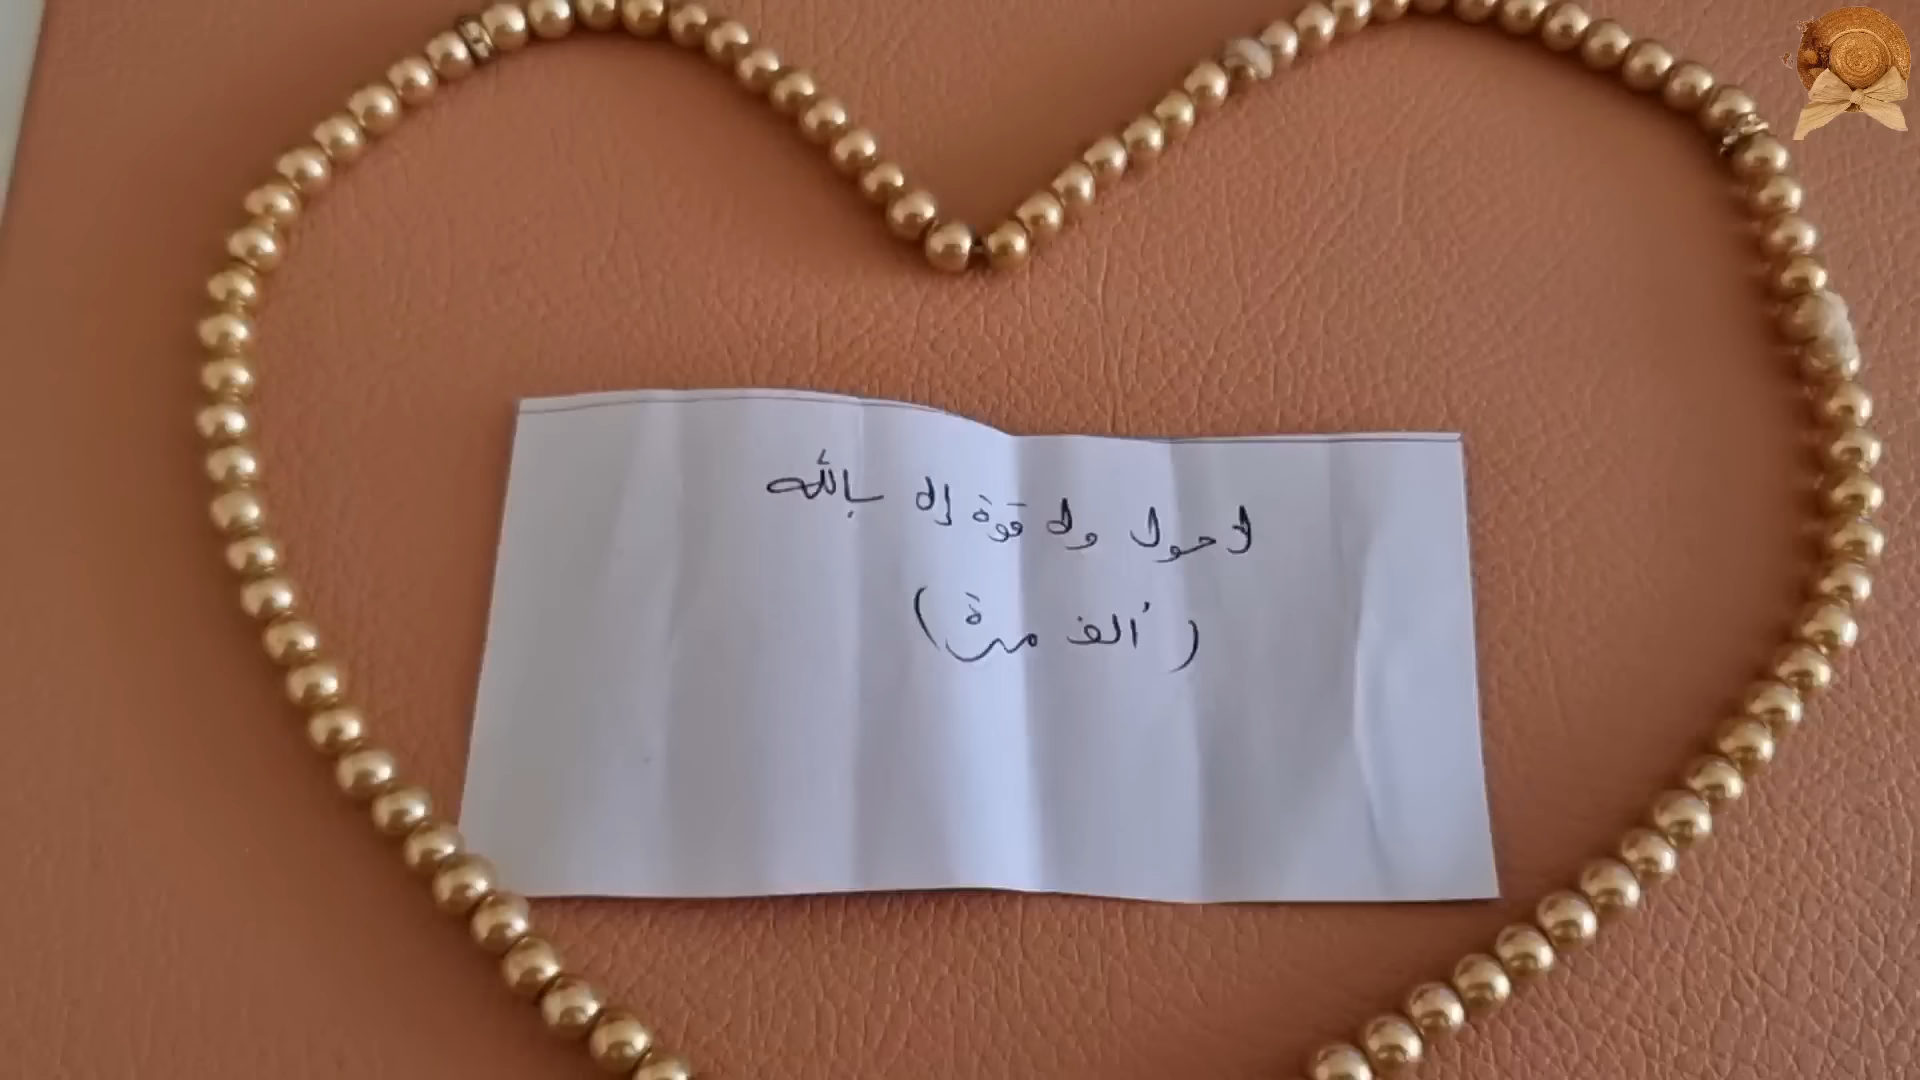 لا حول ولا قوة إلا بالله
( ألف مرة )